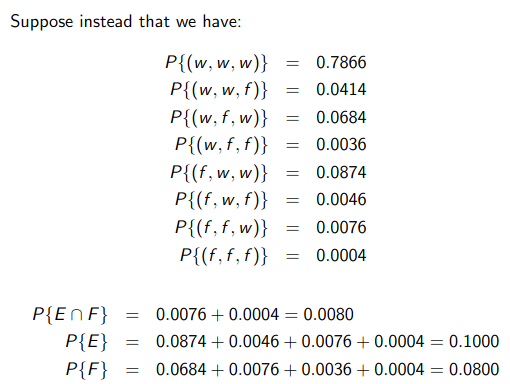 Suppose instead that we have:
P{(w, w, w)} = 0.7866
P{(w, w, f)} = 0.0414
P{(w, f, w)} = 0.0684
P{(w, f, f)} = 0.0036
P{(f, w, w)} = 0.0874
P{(f, w, f)} = 0.0046
P{(f, f, w)} = 0.0076
P{(f, f, f)} = 0.0004
P{E ∩ F} = 0.0076 + 0.0004 = 0.0080
P{E} = 0.0874 + 0.0046 + 0.0076 + 0.0004 = 0.1000
P{F} = 0.0684 + 0.0076 + 0.0036 + 0.0004 = 0.0800